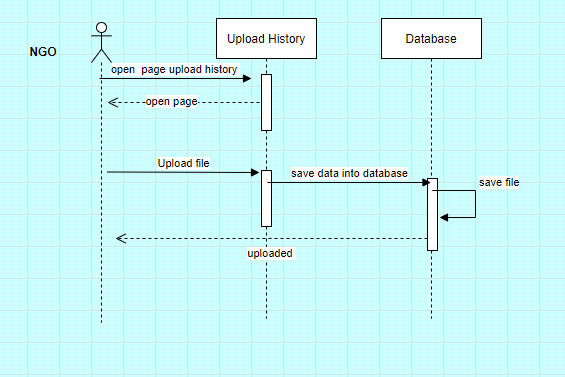 NGO
Upload History
Database
open page upload history
open page
Upload file
save data into database
save file
uploaded